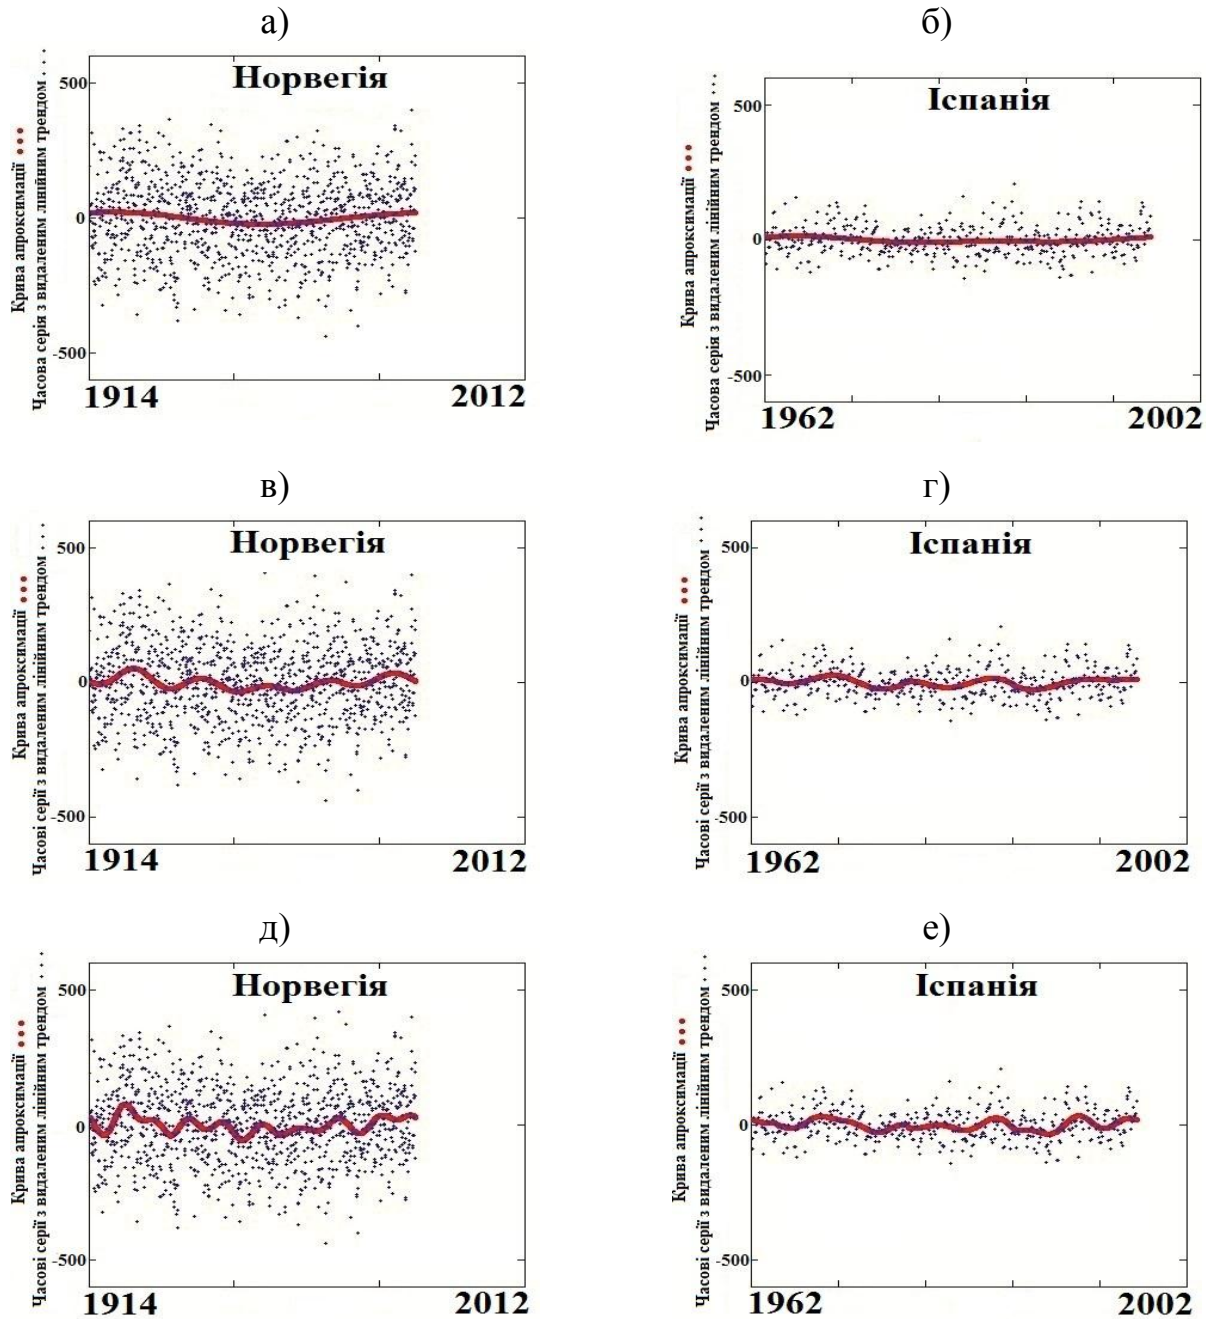 а)
Норвегія
Крива апроксимації
Часова серія з видаленим лінійним трендом
500
0
-500
1914
2012
б)
Іспанія
Крива апроксимації
Часова серія з видаленим лінійним трендом
500
0
-500
1962
2002
в)
Норвегія
Крива апроксимації
Часові серії з видаленим лінійним трендом
500
0
-500
1914
2012
г)
Іспанія
Крива апроксимації
Часові серії з видаленим лінійним трендом
500
0
-500
1962
2002
д)
Норвегія
Крива апроксимації
Часові серії з видаленим лінійним трендом
500
0
-500
1914
2012
е)
Іспанія
Крива апроксимації
Часові серії з видаленим лінійним трендом
500
0
-500
1962
2002